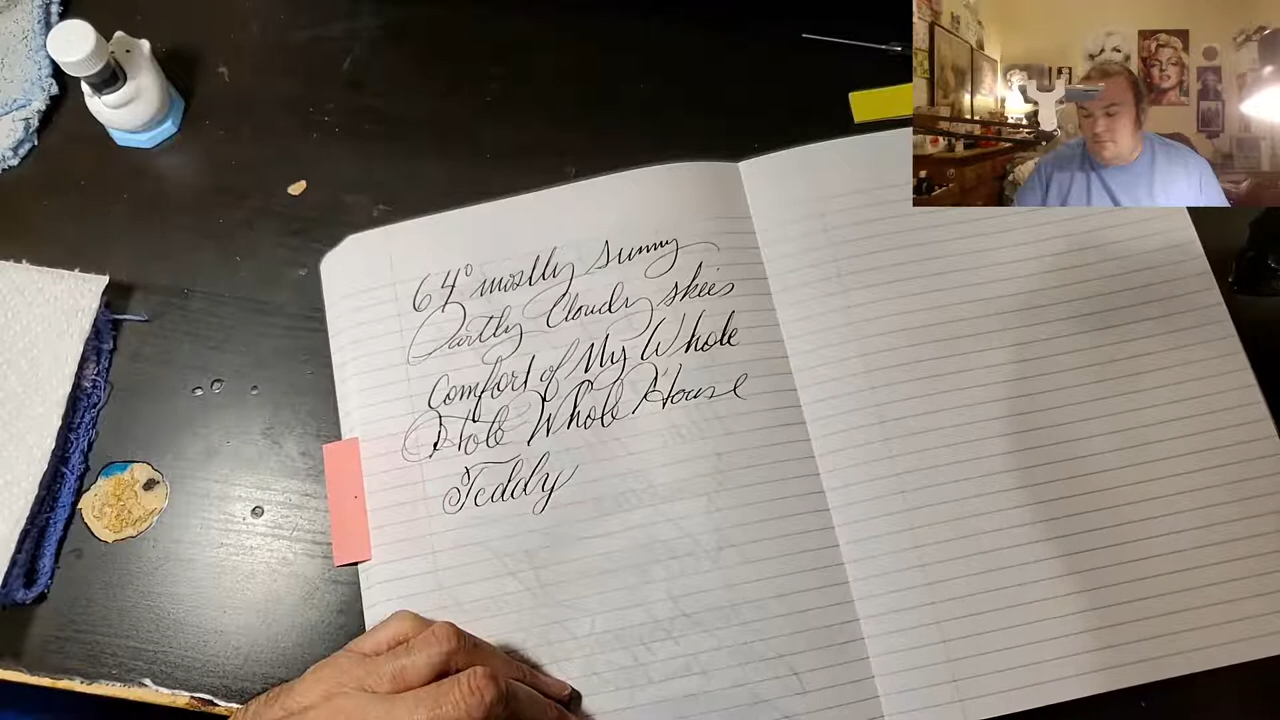 64° mostly sunny
Partly Cloudy skies
Comfort of My Whole
Hole Whole House
Teddy